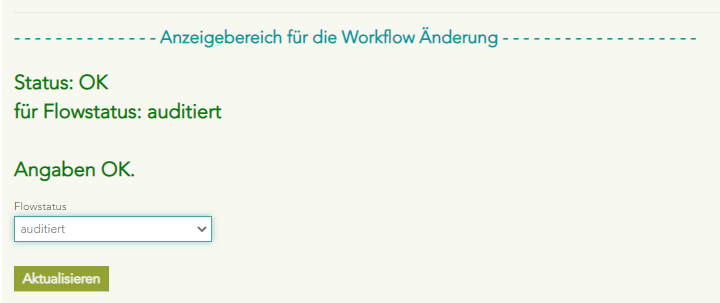 - - - - - - - - - - - - - - Anzeigebereich für die Workflow Änderung - - - - - - - - - - - - - - - - - - -
Status: OK
für Flowstatus: auditiert
Angaben OK.
Flowstatus
auditiert
Aktualisieren